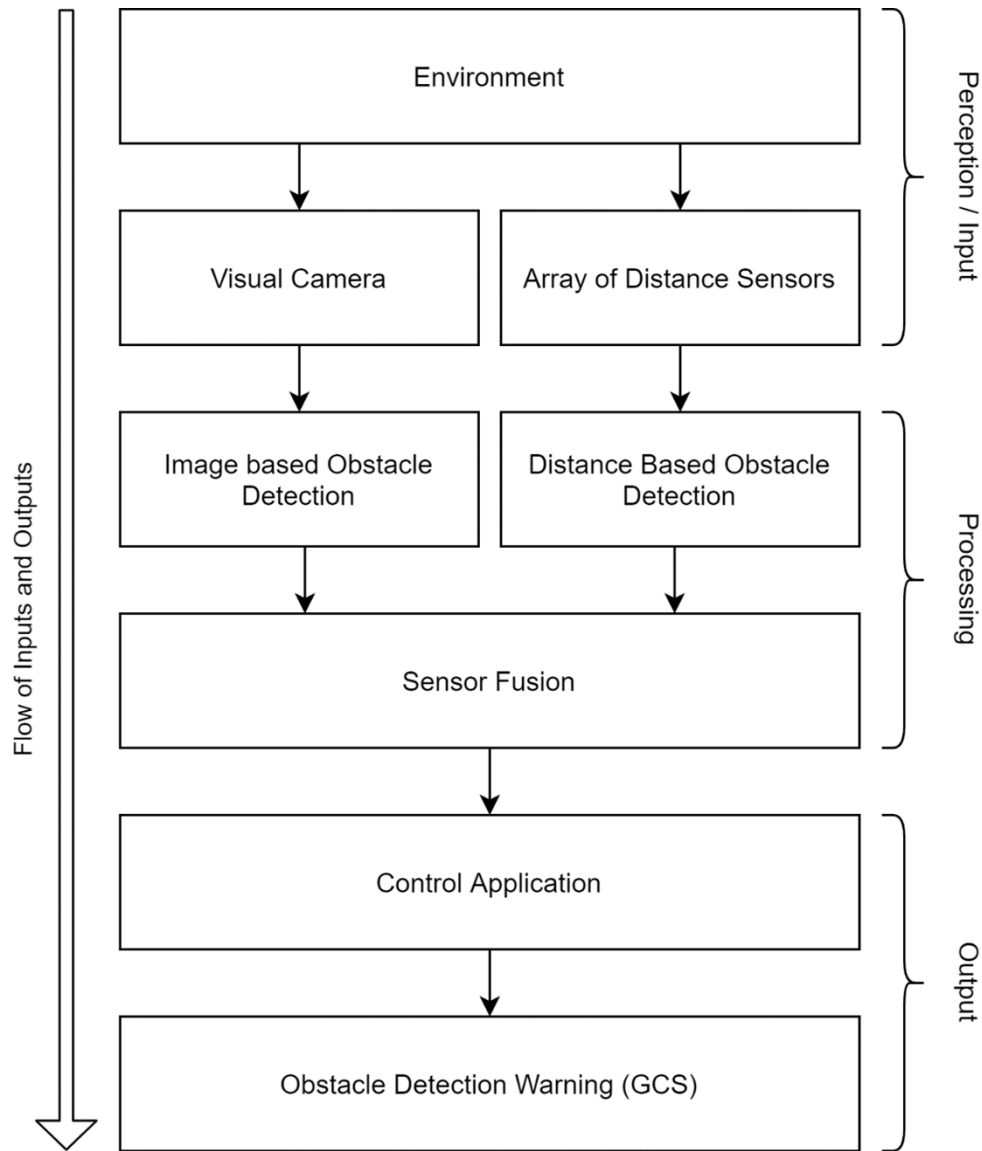 Environment
Visual Camera
Array of Distance Sensors
Image based Obstacle
Detection
Distance Based Obstacle
Detection
Sensor Fusion
Control Application
Obstacle Detection Warning (GCS)
Flow of Inputs and Outputs
Perception / Input
Processing
Output